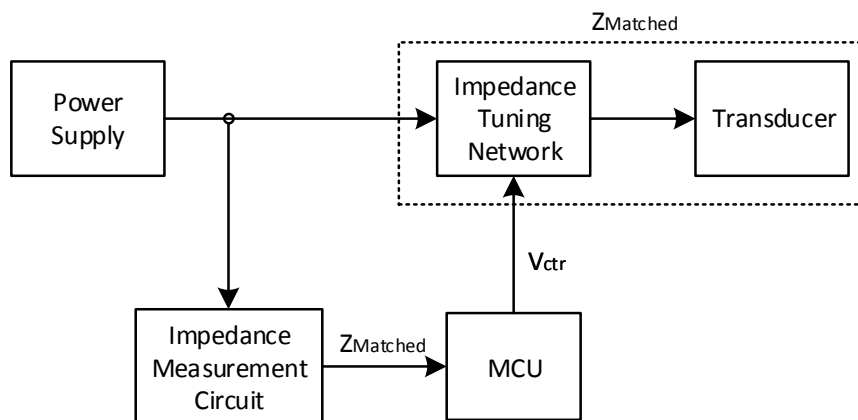 ZMatched
Power
Supply
Impedance
Tuning
Network
Transducer
Vctr
Impedance
Measurement
Circuit
ZMatched
MCU